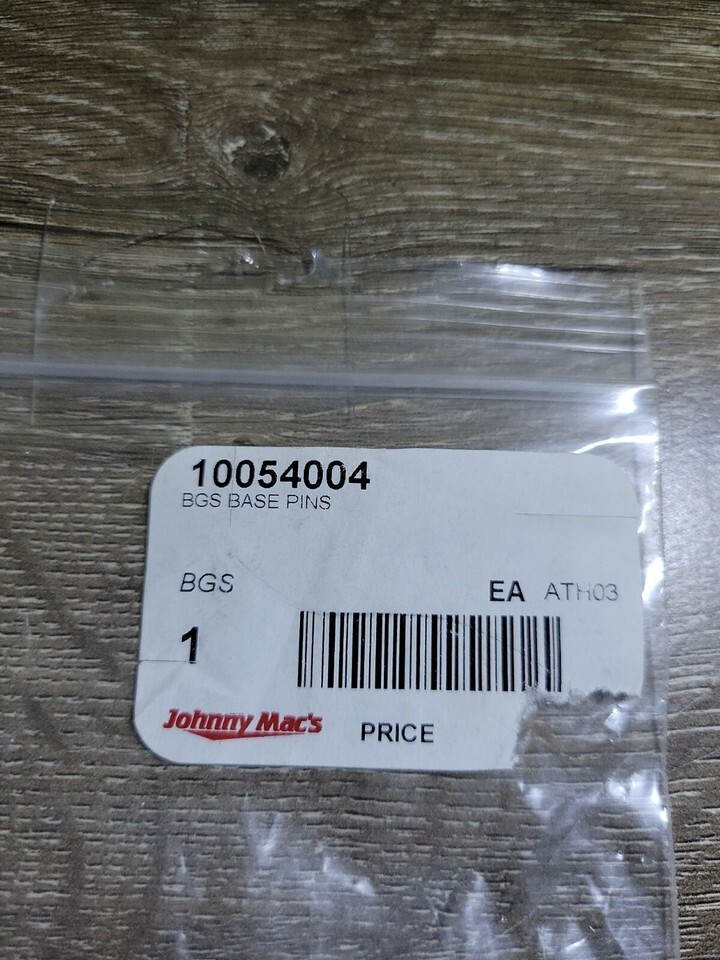 10054004
BGS BASE PINS
BGS
EA ATH03
1
Johnny Mac's
PRICE